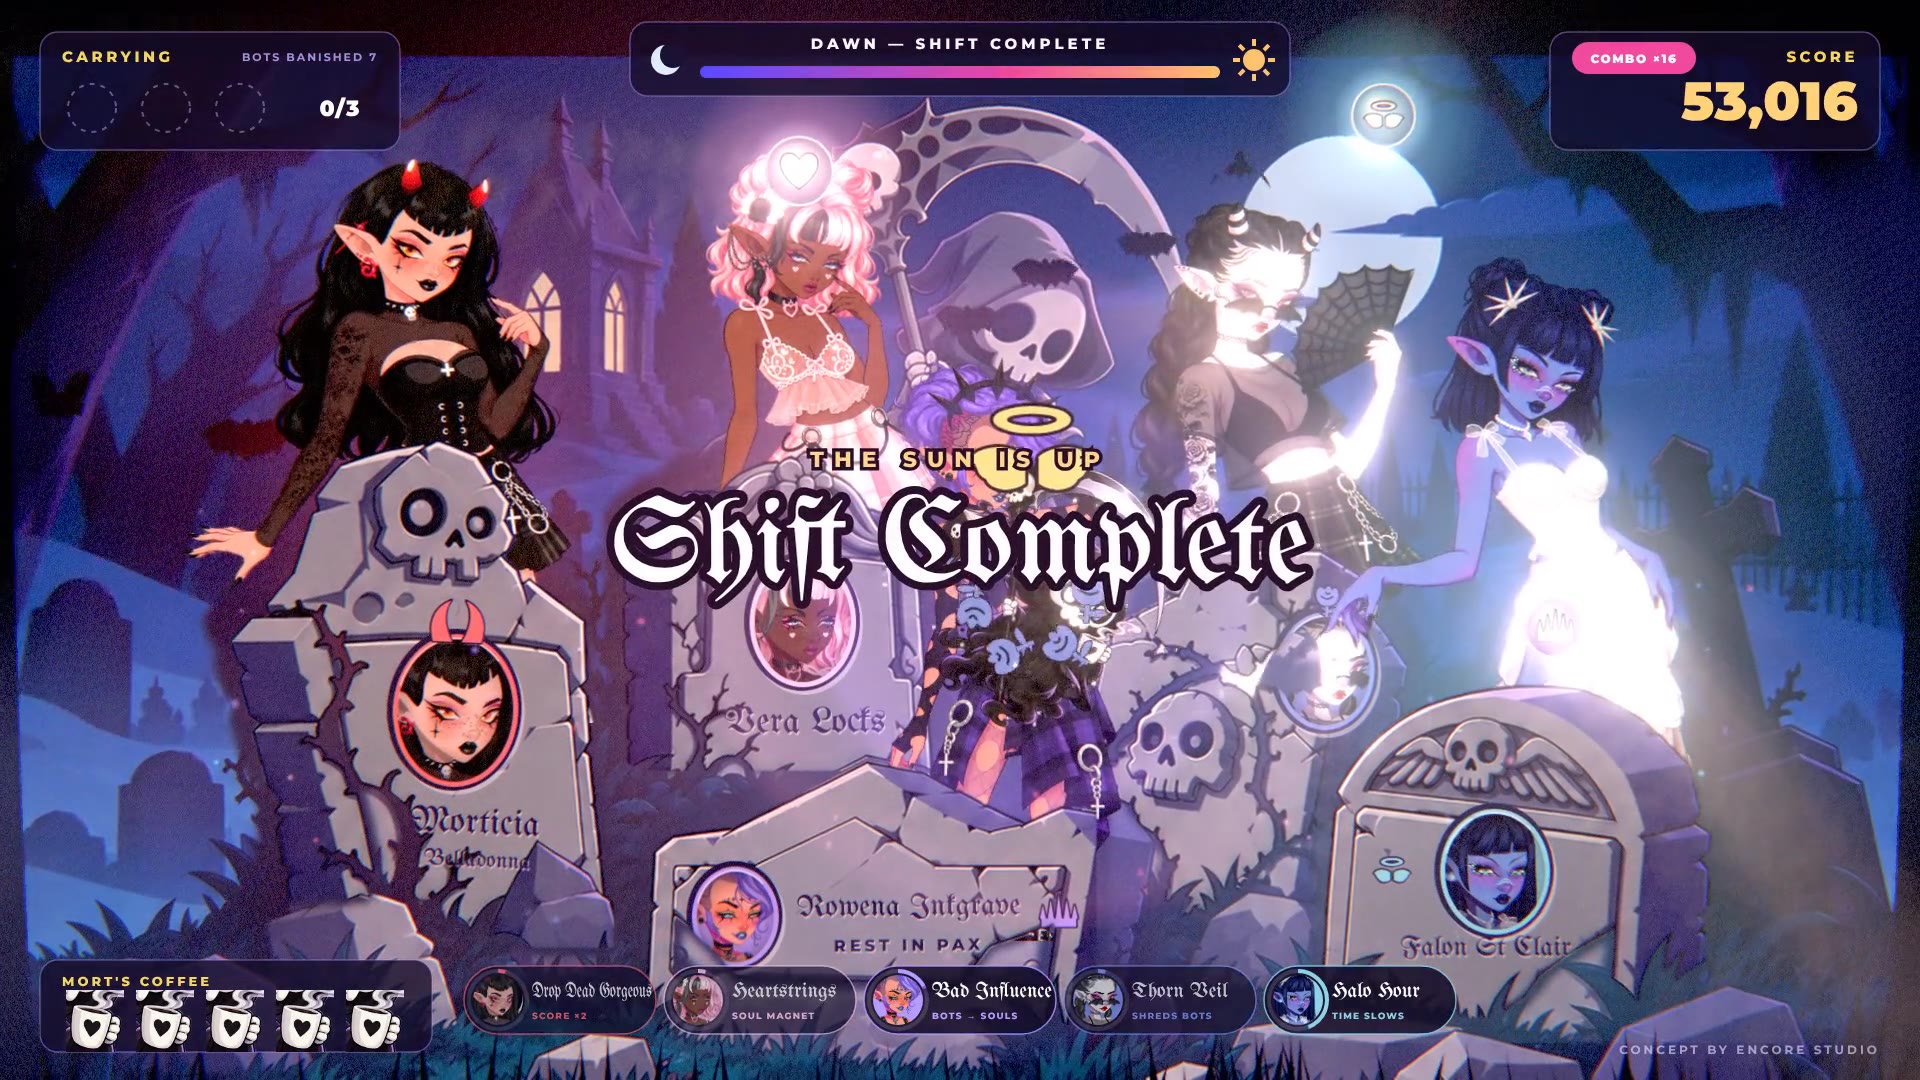 CARRYING
BOTS BANISHED 7
0/3
DAWN — SHIFT COMPLETE
COMBO ×16
SCORE
53,016
THE SUN IS UP
Shift Complete
Vera Locks
Morticia
Belladonna
Rowena Inkgrave
REST IN PAX
Falon St Clair
MORT'S COFFEE
Drop Dead Gorgeous
SCORE ×2
Heartstrings
SOUL MAGNET
Bad Influence
BOTS → SOULS
Thorn Veil
SHREDS BOTS
Halo Hour
TIME SLOWS
CONCEPT BY ENCORE STUDIO